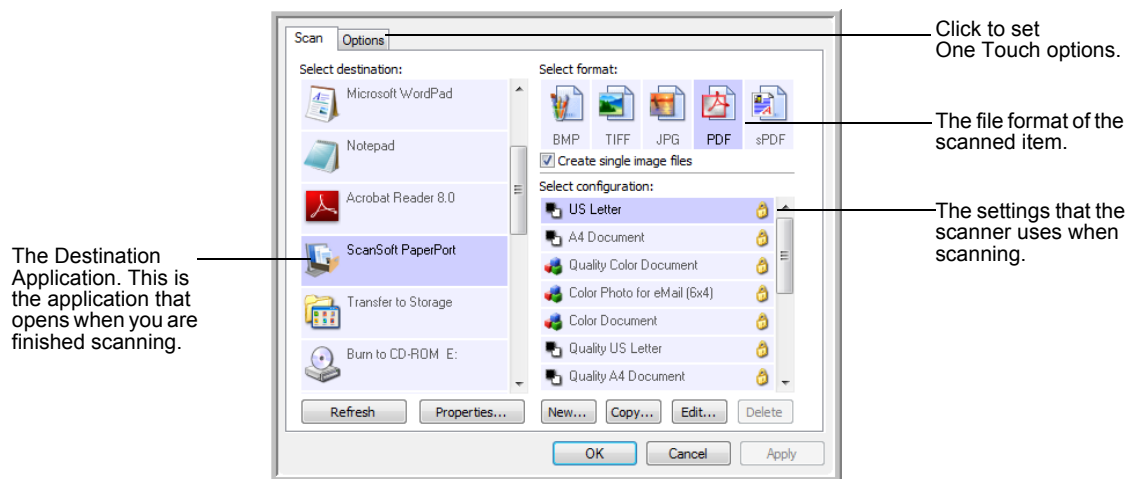 Scan
Options
Click to set
One Touch options.
Select destination:
Microsoft WordPad
Notepad
Acrobat Reader 8.0
ScanSoft PaperPort
Transfer to Storage
Burn to CD-ROM E:
Refresh
Properties...
The Destination
Application. This is
the application that
opens when you are
finished scanning.
Select format:
BMP
TIFF
JPG
PDF
sPDF
Create single image files
The file format of the
scanned item.
Select configuration:
US Letter
A4 Document
Quality Color Document
Color Photo for eMail (6x4)
Color Document
Quality US Letter
Quality A4 Document
The settings that the
scanner uses when
scanning.
New...
Copy...
Edit...
Delete
OK
Cancel
Apply